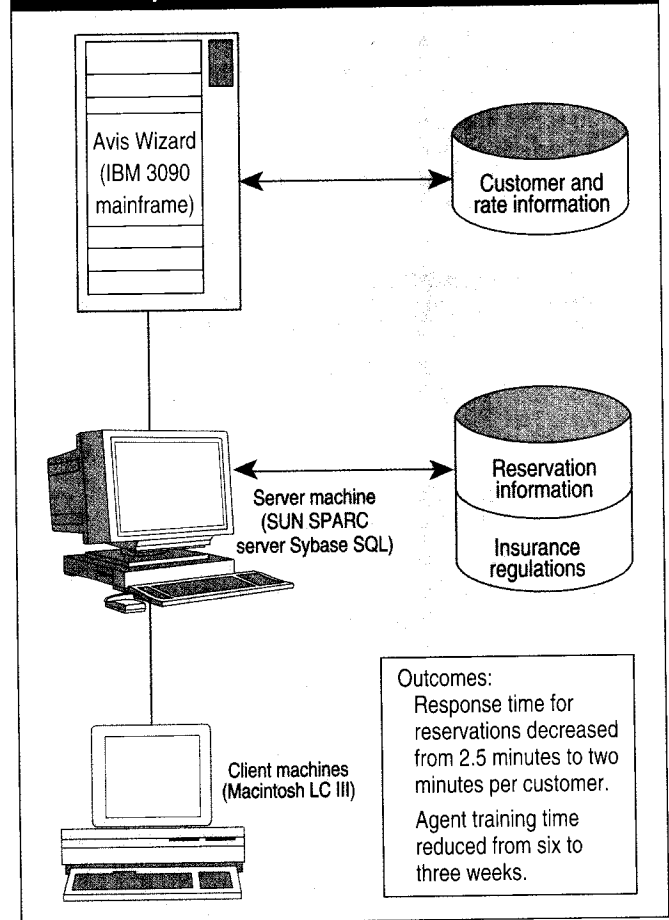 Avis Wizard
(IBM 3090
mainframe)
Customer and
rate information
Server machine
(SUN SPARC
server Sybase SQL)
Reservation
information
Insurance
regulations
Client machines
(Macintosh LC III)
Outcomes:
Response time for
reservations decreased
from 2.5 minutes to two
minutes per customer.
Agent training time
reduced from six to
three weeks.